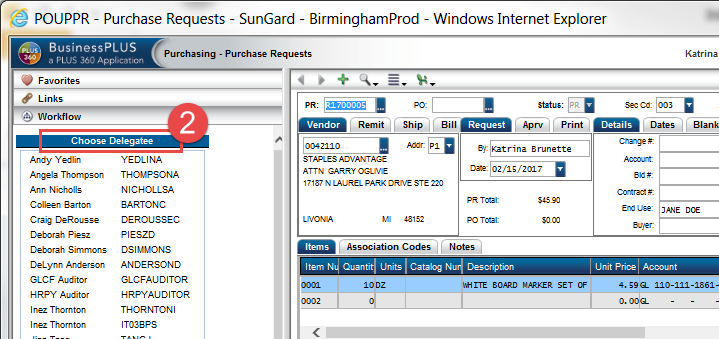 POUPPR - Purchase Requests - SunGard - BirminghamProd - Windows Internet Explorer
PLUS 360
BusinessPLUS
a PLUS 360 Application
Purchasing - Purchase Requests
Katrina
Favorites
Links
Workflow
2
Choose Delegatee
Andy Yedlin YEDLINA
Angela Thompson THOMPSONA
Ann Nicholls NICHOLLSA
Colleen Barton BARTONC
Craig DeRousse DEROUSSEC
Deborah Piesz PIESZD
Deborah Simmons DSIMMONS
DeLynn Anderson ANDERSOND
GLCF Auditor GLCFAUDITOR
HRPY Auditor HRPYAUDITOR
Inez Thornton THORNTONI
Inez Thornton IT03BPS
PR: R1700005 ... PO: ... Status: PR Sec Cd: 003
Vendor Remit Ship Bill Request Aprv Print Details Dates Blank
0042110 ... Addr: P1
STAPLES ADVANTAGE
ATTN GARRY OGLIVIE
17187 N LAUREL PARK DRIVE STE 220
LIVONIA MI 48152
By: Katrina Brunette
Date: 02/15/2017
PR Total: $45.90
PO Total: $0.00
Change #:
Account:
Bid #:
Contract #:
End Use: JANE DOE
Buyer:
Items Association Codes Notes
Item Nu Quantity Units Catalog Num Description Unit Price Account
0001 10 DZ WHITE BOARD MARKER SET OF 4.59 GL 110-111-1861-
0002 0 0.00 GL - - -